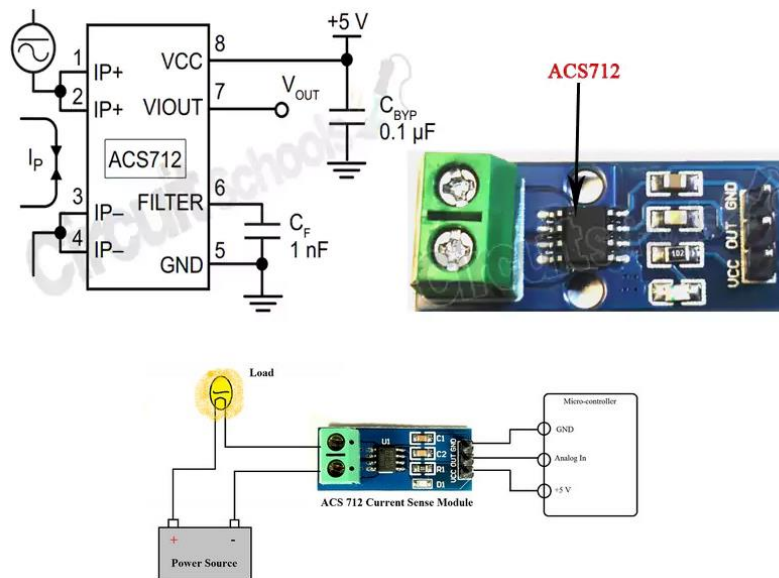 +5 V
1
IP+
2
IP+
3
IP–
4
IP–
ACS712
VCC
8
VIOUT
7
FILTER
6
GND
5
VOUT
CBYP
0.1 µF
CF
1 nF
IP
Circuitschools
ACS712
102
GND
OUT
VCC
Load
U1
C1
C2
R1
D1
VCC OUT GND
ACS 712 Current Sense Module
+ -
Power Source
Micro-controller
GND
Analog In
+5 V